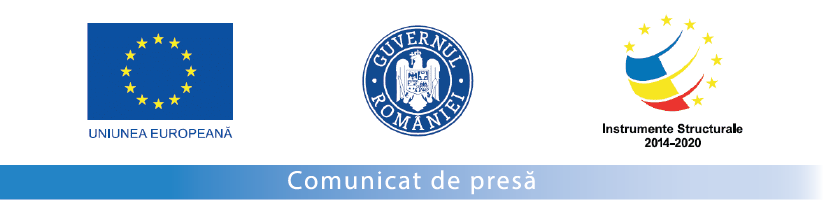 UNIUNEA EUROPEANĂ
GUVERNUL ROMÂNIEI
Instrumente Structurale
2014-2020
Comunicat de presă